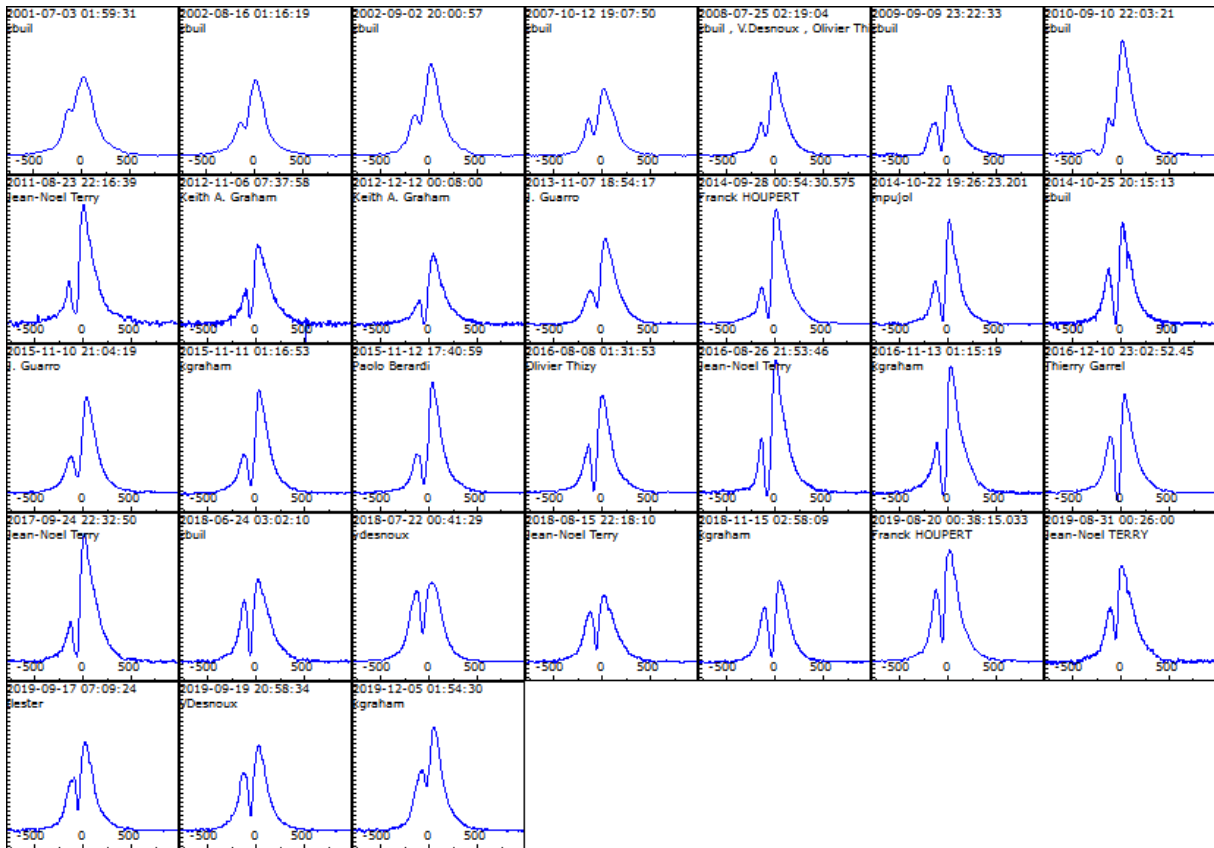 2001-07-03 01:59:31 2002-08-16 01:16:19 2002-09-02 20:00:57 2007-10-12 19:07:50 2008-07-25 02:19:04 2009-09-09 23:22:33 2010-09-10 22:03:21
cbuil cbuil cbuil cbuil cbuil , V.Desnoux , Olivier Th cbuil cbuil
-500 0 500 -500 0 500 -500 0 500 -500 0 500 -500 0 500 -500 0 500 -500 0 500
2011-08-23 22:16:39 2012-11-06 07:37:58 2012-12-12 00:08:00 2013-11-07 18:54:17 2014-09-28 00:54:30.575 2014-10-22 19:26:23.201 2014-10-25 20:15:13
Jean-Noel Terry Keith A. Graham Keith A. Graham J. Guarro Franck HOUPERT mpujol cbuil
-500 0 500 -500 0 500 -500 0 500 -500 0 500 -500 0 500 -500 0 500 -500 0 500
2015-11-10 21:04:19 2015-11-11 01:16:53 2015-11-12 17:40:59 2016-08-08 01:31:53 2016-08-26 21:53:46 2016-11-13 01:15:19 2016-12-10 23:02:52.45
J. Guarro kgraham Paolo Berardi Olivier Thizy Jean-Noel Terry kgraham Thierry Garrel
-500 0 500 -500 0 500 -500 0 500 -500 0 500 -500 0 500 -500 0 500 -500 0 500
2017-09-24 22:32:50 2018-06-24 03:02:10 2018-07-22 00:41:29 2018-08-15 22:18:10 2018-11-15 02:58:09 2019-08-20 00:38:15.033 2019-08-31 00:26:00
Jean-Noel Terry cbuil vdesnoux Jean-Noel Terry kgraham Franck HOUPERT Jean-Noel TERRY
-500 0 500 -500 0 500 -500 0 500 -500 0 500 -500 0 500 -500 0 500 -500 0 500
2019-09-17 07:09:24 2019-09-19 20:58:34 2019-12-05 01:54:30
lester VDesnoux kgraham
-500 0 500 -500 0 500 -500 0 500